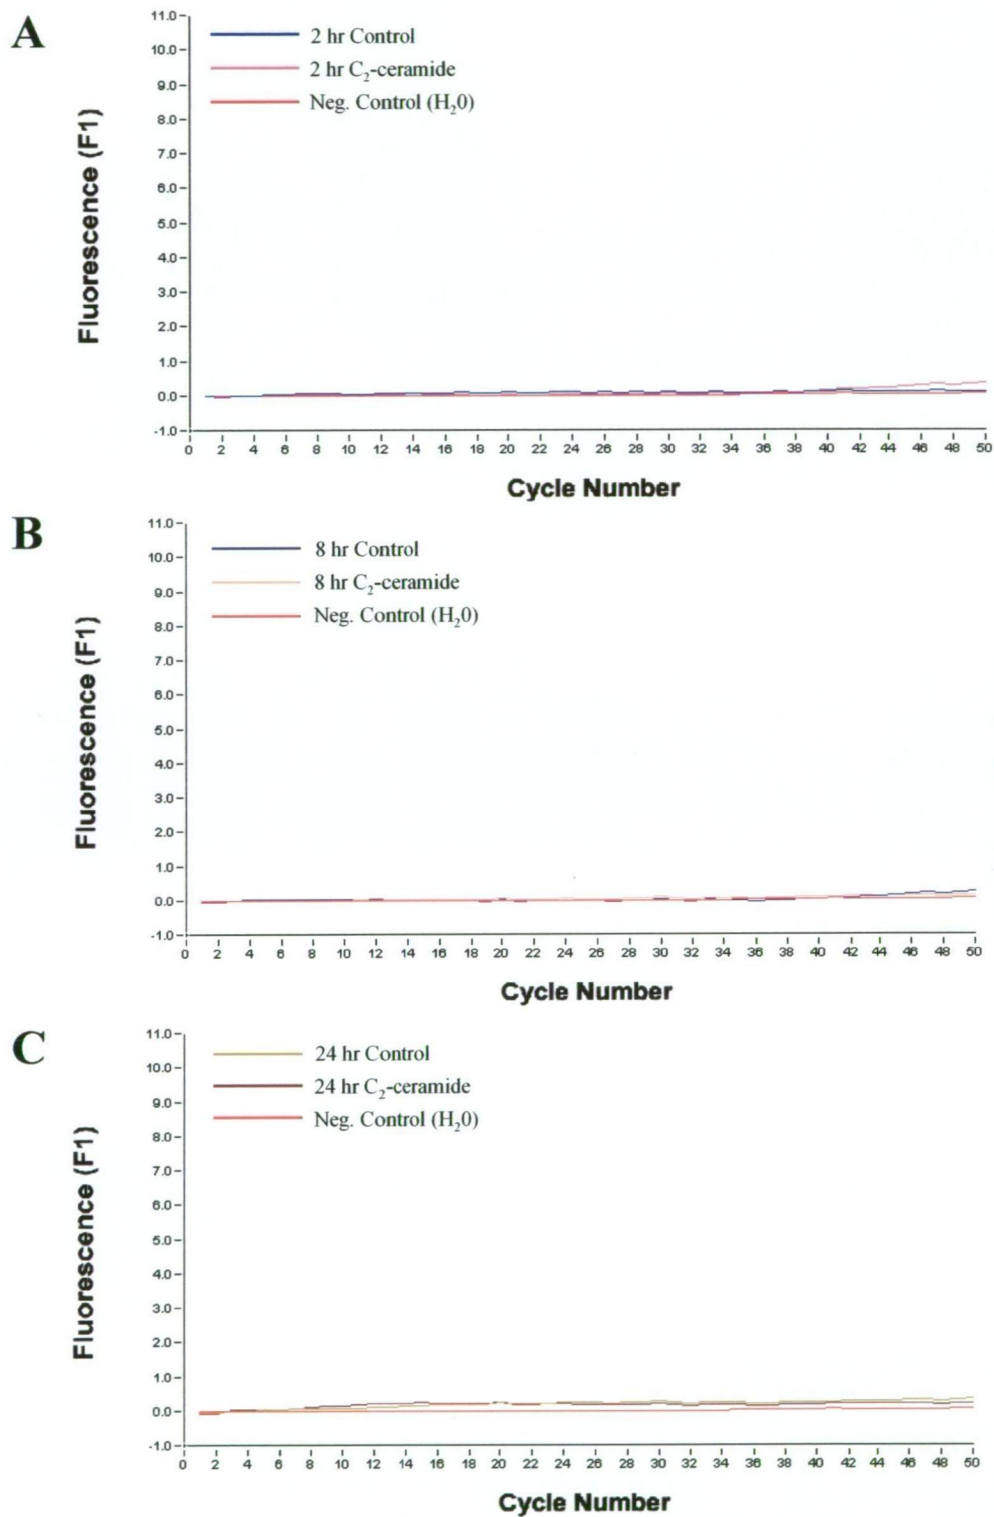 A
11.0
10.0
9.0
8.0
7.0
6.0
5.0
4.0
3.0
2.0
1.0
0.0
-1.0
Fluorescence (F1)
2 hr Control
2 hr C₂-ceramide
Neg. Control (H₂0)
0 2 4 6 8 10 12 14 16 18 20 22 24 26 28 30 32 34 36 38 40 42 44 46 48 50
Cycle Number
B
11.0
10.0
9.0
8.0
7.0
6.0
5.0
4.0
3.0
2.0
1.0
0.0
-1.0
Fluorescence (F1)
8 hr Control
8 hr C₂-ceramide
Neg. Control (H₂0)
0 2 4 6 8 10 12 14 16 18 20 22 24 26 28 30 32 34 36 38 40 42 44 46 48 50
Cycle Number
C
11.0
10.0
9.0
8.0
7.0
6.0
5.0
4.0
3.0
2.0
1.0
0.0
-1.0
Fluorescence (F1)
24 hr Control
24 hr C₂-ceramide
Neg. Control (H₂0)
0 2 4 6 8 10 12 14 16 18 20 22 24 26 28 30 32 34 36 38 40 42 44 46 48 50
Cycle Number